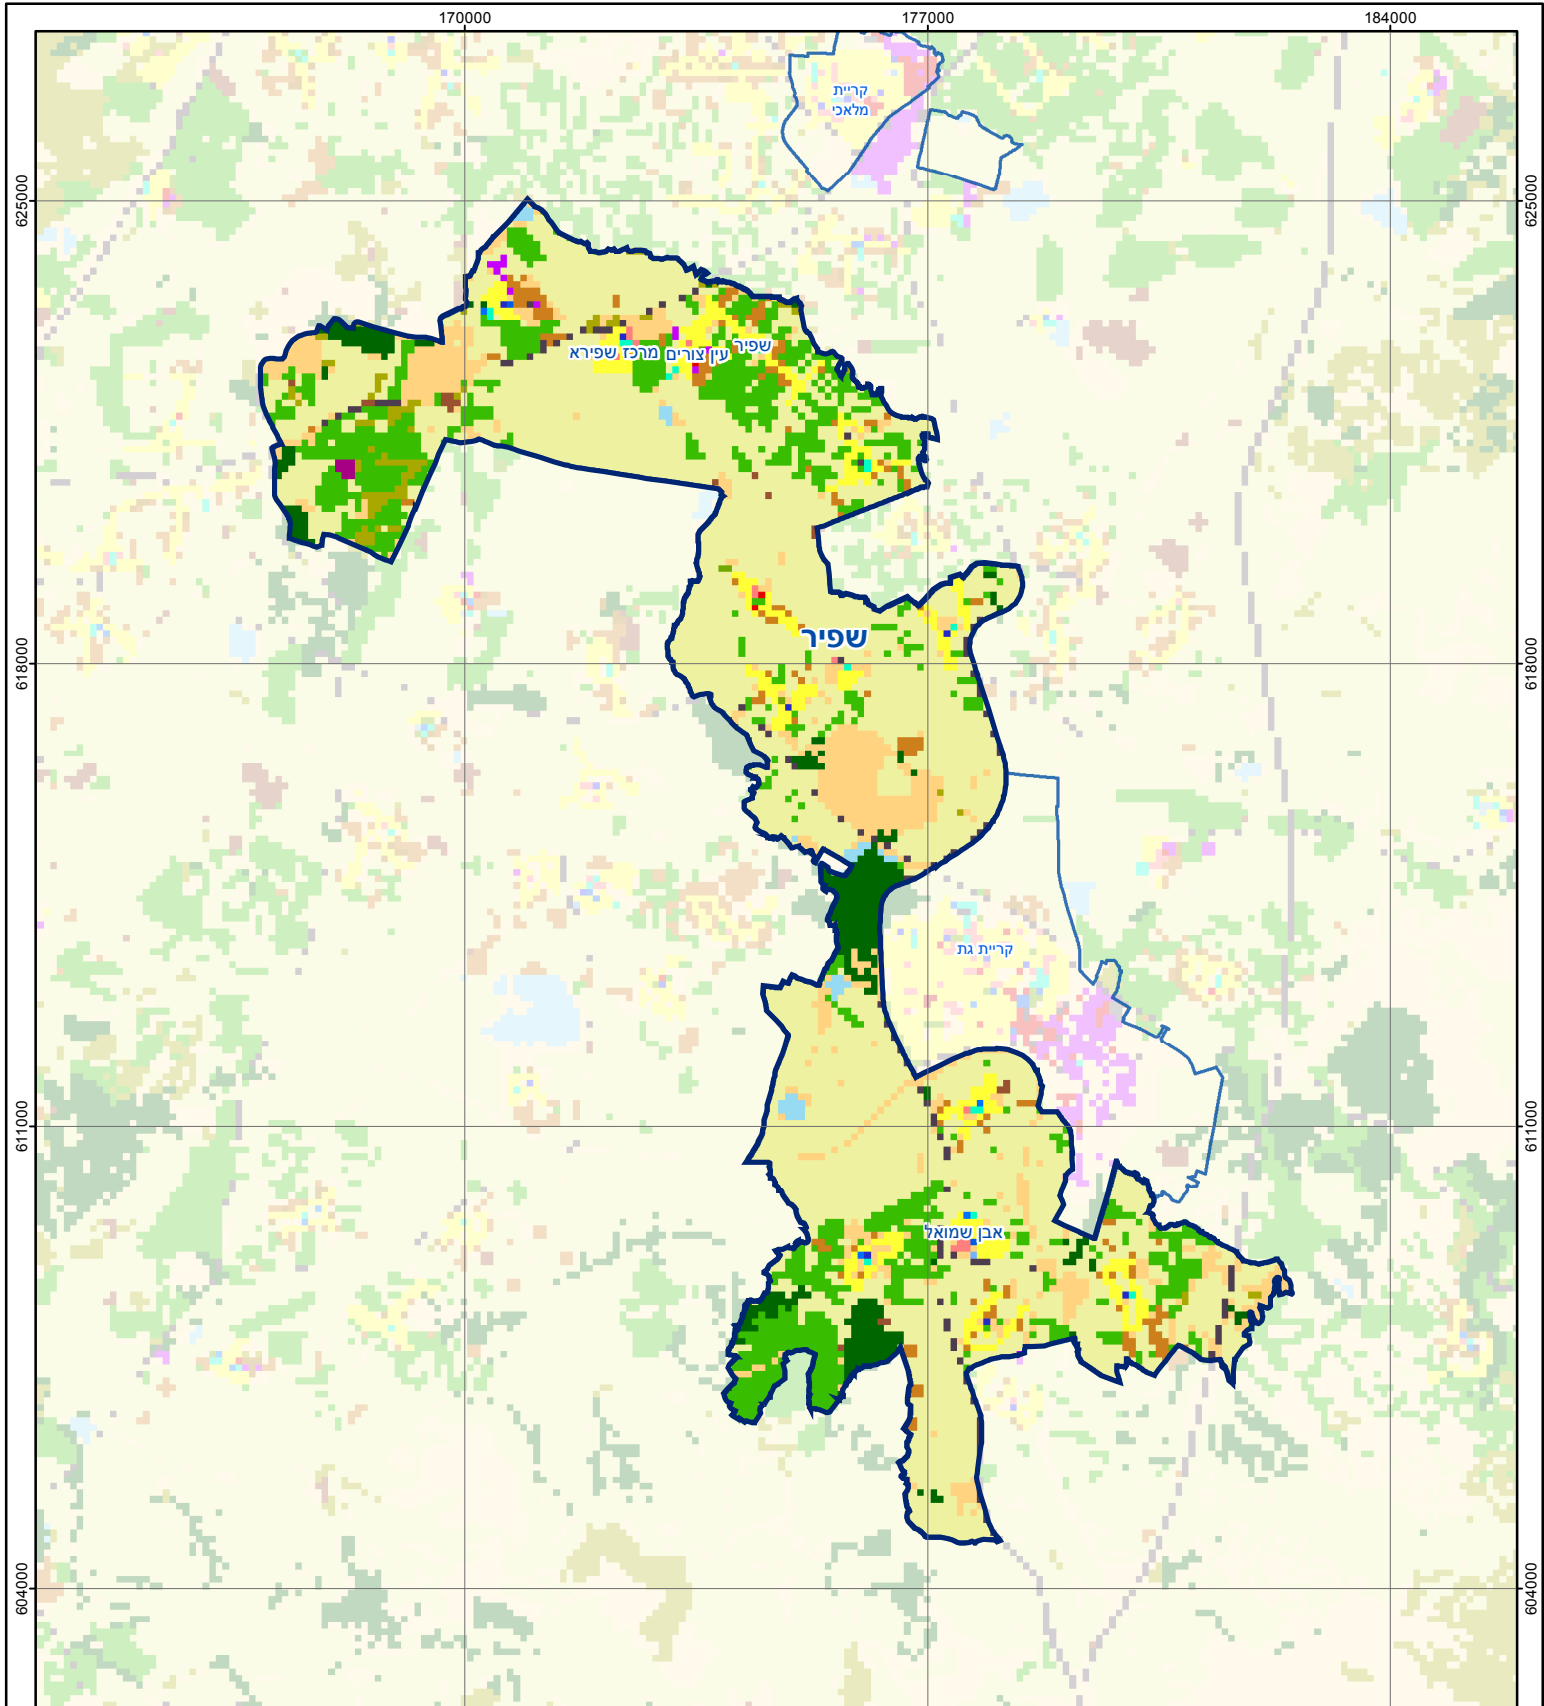 170000 177000 184000
קריית
מלאכי
625000 625000
שפיר
עין צורים
מרכז שפירא
שפיר
618000 618000
קריית גת
611000 611000
אבן שמואל
604000 604000